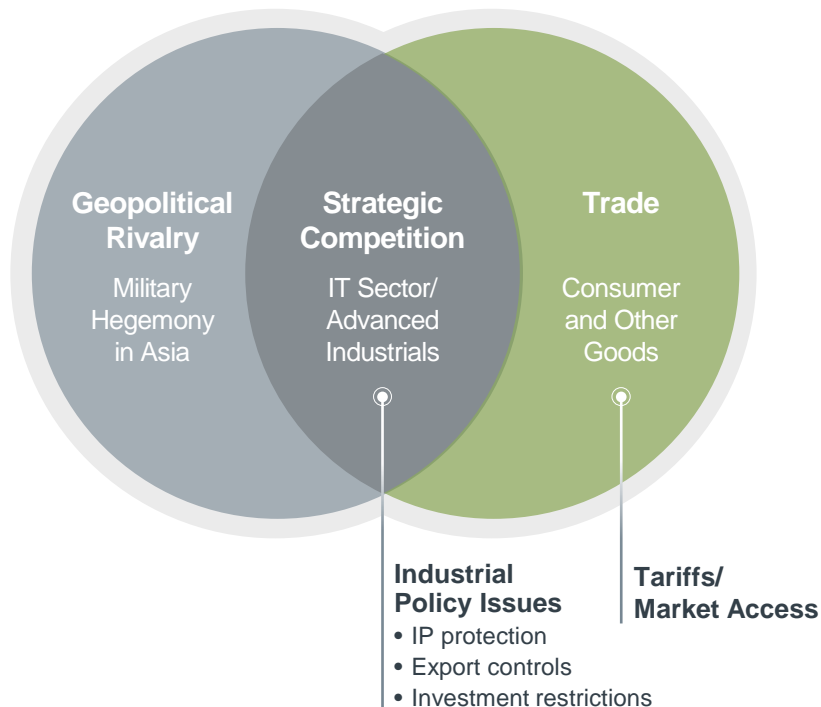 Geopolitical
Rivalry
Military
Hegemony
in Asia
Strategic
Competition
IT Sector/
Advanced
Industrials
Trade
Consumer
and Other
Goods
Industrial
Policy Issues
• IP protection
• Export controls
• Investment restrictions
Tariffs/
Market Access